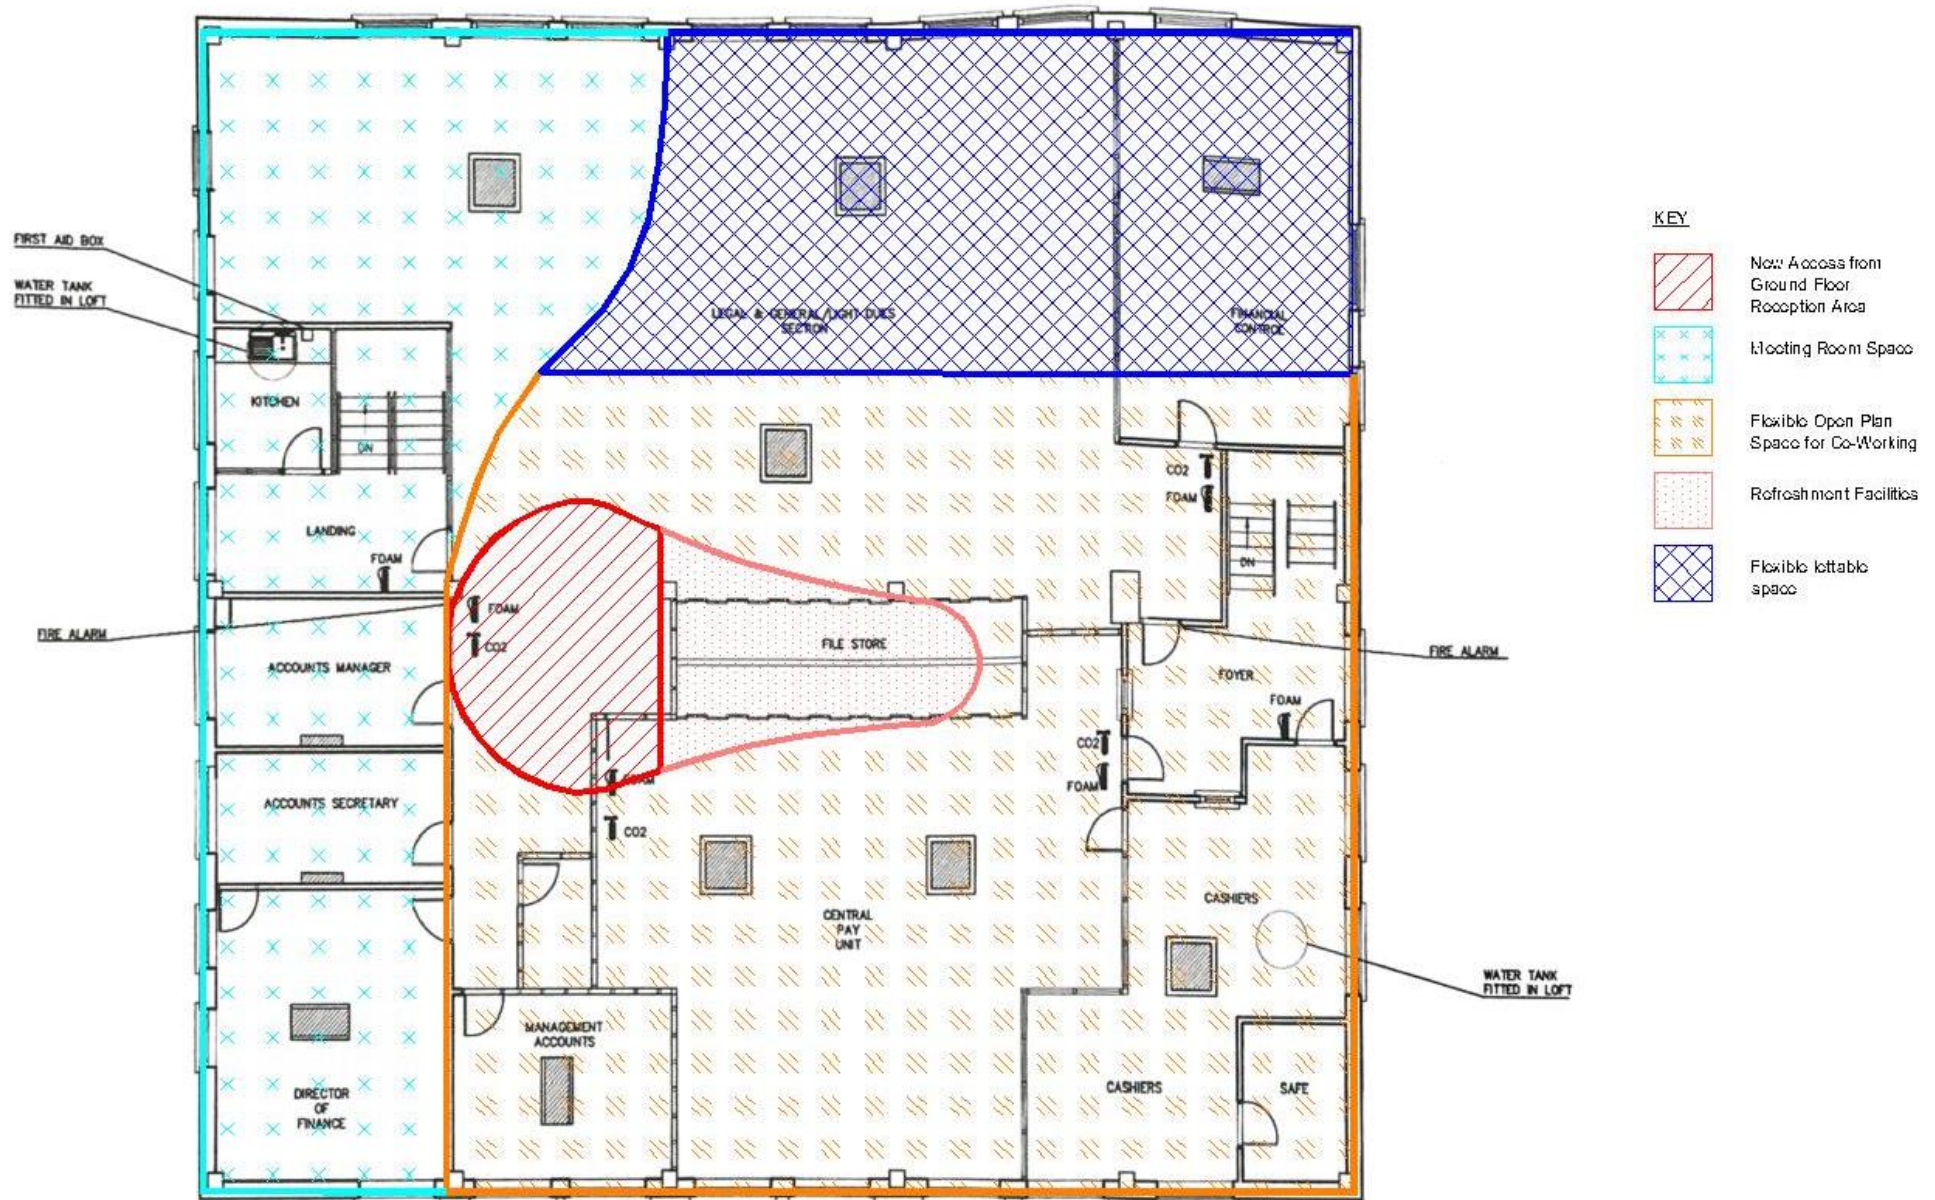 FIRST AID BOX
WATER TANK
FITTED IN LOFT
KITCHEN
DN
LANDING
FOAM
FIRE ALARM
FOAM
CO2
ACCOUNTS MANAGER
ACCOUNTS SECRETARY
DIRECTOR
OF
FINANCE
LEGAL & GENERAL/LIGHT DUES
SECTION
FINANCIAL
CONTROL
CO2
FOAM
DN
FILE STORE
FIRE ALARM
FOYER
FOAM
CO2
FOAM
FOAM
CO2
CENTRAL
PAY
UNIT
CASHIERS
WATER TANK
FITTED IN LOFT
MANAGEMENT
ACCOUNTS
CASHIERS
SAFE
KEY
New Access from
Ground Floor
Reception Area
Meeting Room Space
Flexible Open Plan
Space for Co-Working
Refreshment Facilities
Flexible lettable
space